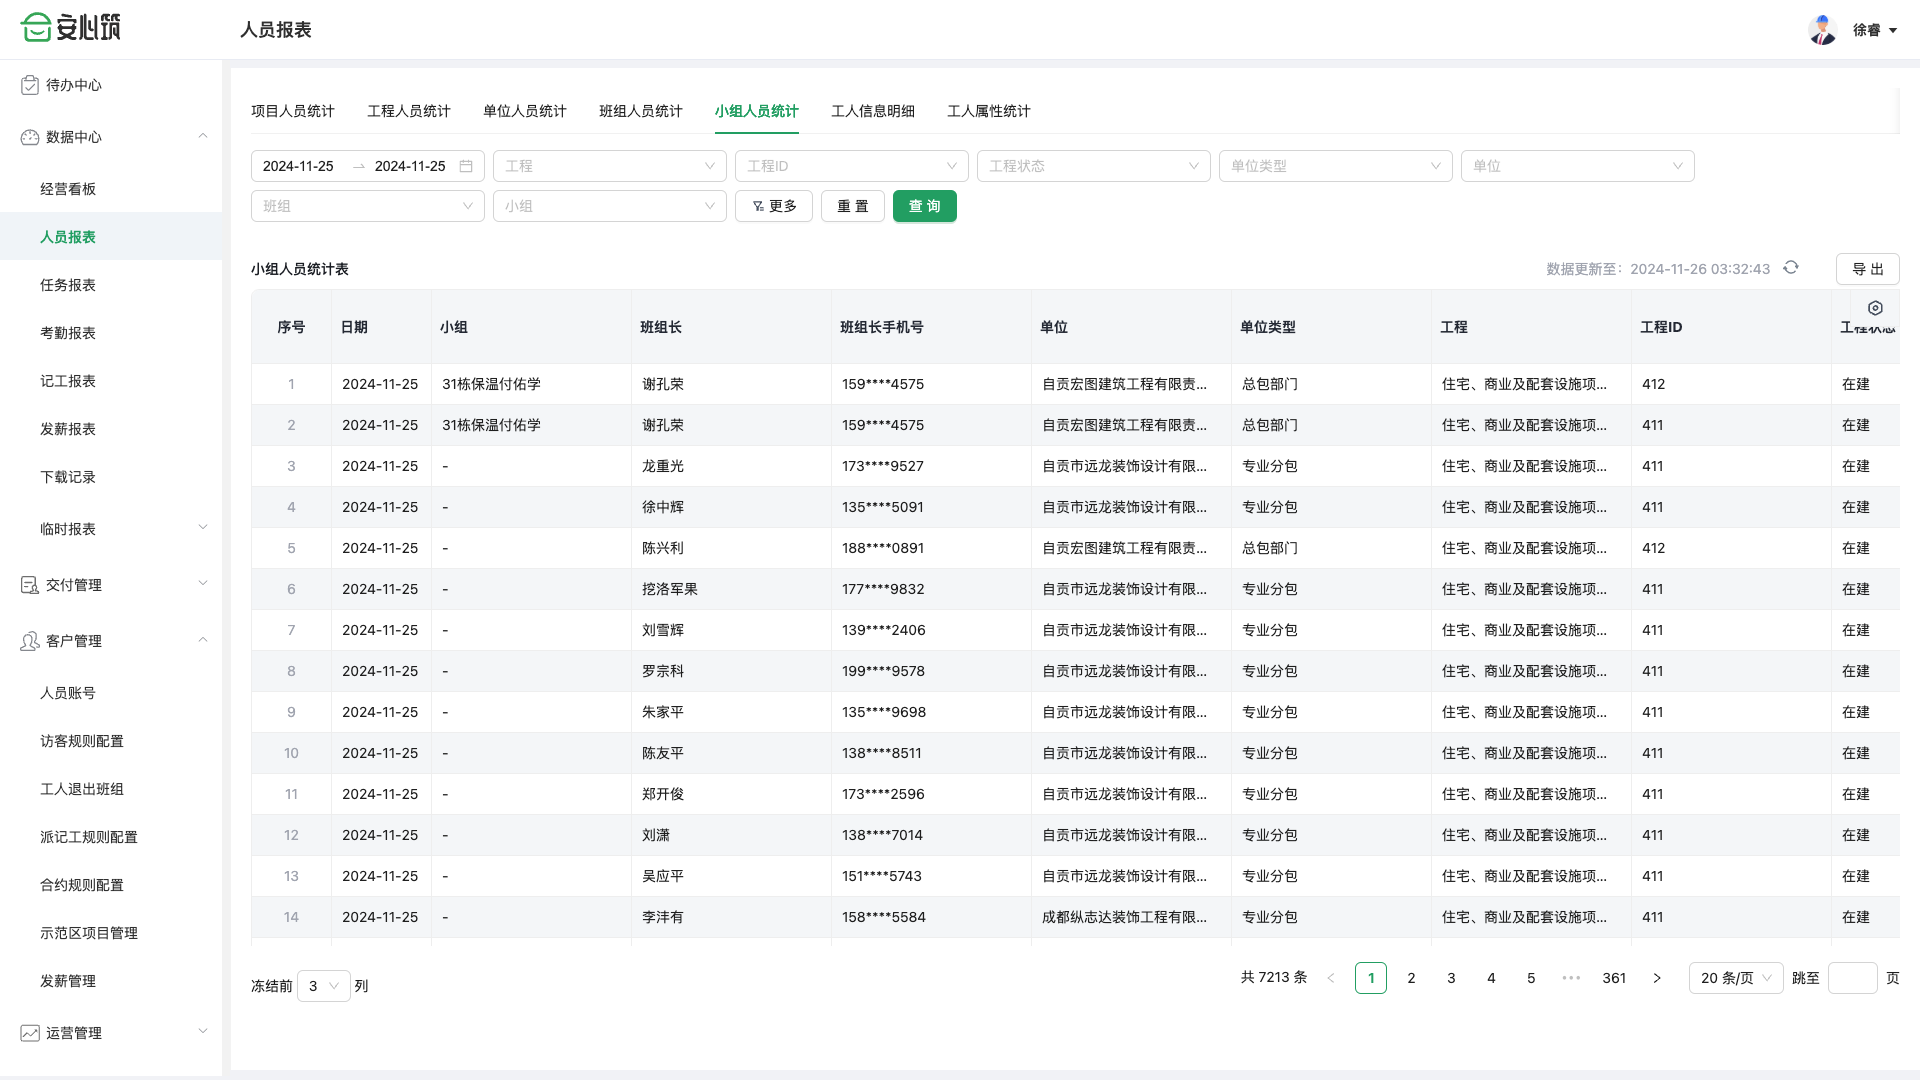 安心筑
人员报表
徐睿
待办中心
数据中心
经营看板
人员报表
任务报表
考勤报表
记工报表
发薪报表
下载记录
临时报表
交付管理
客户管理
人员账号
访客规则配置
工人退出班组
派记工规则配置
合约规则配置
示范区项目管理
发薪管理
运营管理
项目人员统计 工程人员统计 单位人员统计 班组人员统计 小组人员统计 工人信息明细 工人属性统计
2024-11-25 → 2024-11-25 工程 工程ID 工程状态 单位类型 单位
班组 小组 更多 重 置 查 询
小组人员统计表 数据更新至：2024-11-26 03:32:43 导 出
序号 日期 小组 班组长 班组长手机号 单位 单位类型 工程 工程ID 工程状态
1 2024-11-25 31栋保温付佑学 谢孔荣 159****4575 自贡宏图建筑工程有限责... 总包部门 住宅、商业及配套设施项... 412 在建
2 2024-11-25 31栋保温付佑学 谢孔荣 159****4575 自贡宏图建筑工程有限责... 总包部门 住宅、商业及配套设施项... 411 在建
3 2024-11-25 - 龙重光 173****9527 自贡市远龙装饰设计有限... 专业分包 住宅、商业及配套设施项... 411 在建
4 2024-11-25 - 徐中辉 135****5091 自贡市远龙装饰设计有限... 专业分包 住宅、商业及配套设施项... 411 在建
5 2024-11-25 - 陈兴利 188****0891 自贡宏图建筑工程有限责... 总包部门 住宅、商业及配套设施项... 412 在建
6 2024-11-25 - 挖洛军果 177****9832 自贡市远龙装饰设计有限... 专业分包 住宅、商业及配套设施项... 411 在建
7 2024-11-25 - 刘雪辉 139****2406 自贡市远龙装饰设计有限... 专业分包 住宅、商业及配套设施项... 411 在建
8 2024-11-25 - 罗宗科 199****9578 自贡市远龙装饰设计有限... 专业分包 住宅、商业及配套设施项... 411 在建
9 2024-11-25 - 朱家平 135****9698 自贡市远龙装饰设计有限... 专业分包 住宅、商业及配套设施项... 411 在建
10 2024-11-25 - 陈友平 138****8511 自贡市远龙装饰设计有限... 专业分包 住宅、商业及配套设施项... 411 在建
11 2024-11-25 - 郑开俊 173****2596 自贡市远龙装饰设计有限... 专业分包 住宅、商业及配套设施项... 411 在建
12 2024-11-25 - 刘潇 138****7014 自贡市远龙装饰设计有限... 专业分包 住宅、商业及配套设施项... 411 在建
13 2024-11-25 - 吴应平 151****5743 自贡市远龙装饰设计有限... 专业分包 住宅、商业及配套设施项... 411 在建
14 2024-11-25 - 李沣有 158****5584 成都纵志达装饰工程有限... 专业分包 住宅、商业及配套设施项... 411 在建
冻结前 3 列 共 7213 条 < 1 2 3 4 5 ••• 361 > 20 条/页 跳至 页